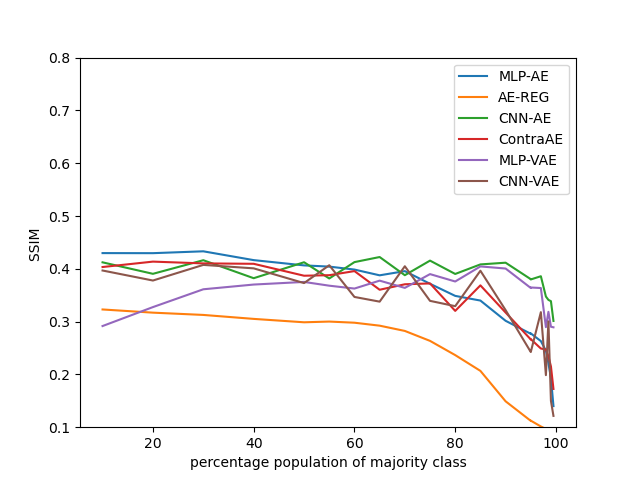 0.8
0.7
0.6
0.5
0.4
0.3
0.2
0.1
SSIM
MLP-AE
AE-REG
CNN-AE
ContraAE
MLP-VAE
CNN-VAE
20 40 60 80 100
percentage population of majority class